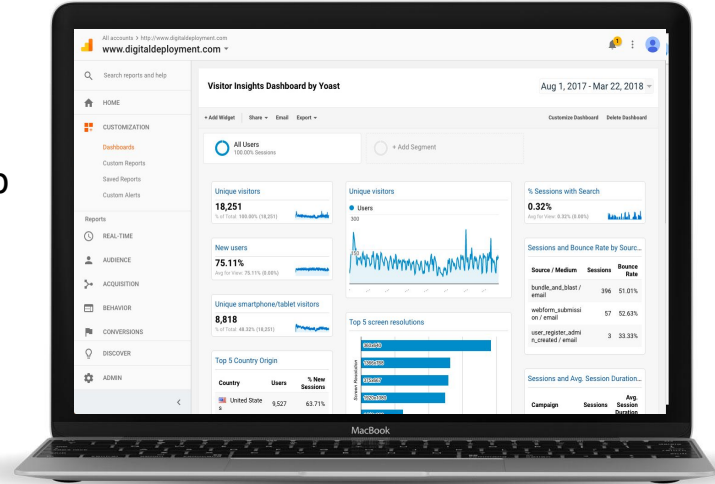 All accounts > http://www.digitaldeployment.com
www.digitaldeployment.com
1
Search reports and help
HOME
CUSTOMIZATION
Dashboards
Custom Reports
Saved Reports
Custom Alerts
Reports
REAL-TIME
AUDIENCE
ACQUISITION
BEHAVIOR
CONVERSIONS
DISCOVER
ADMIN
Visitor Insights Dashboard by Yoast
Aug 1, 2017 - Mar 22, 2018
+ Add Widget Share Email Export
Customize Dashboard Delete Dashboard
All Users
100.00% Sessions
+ Add Segment
Unique visitors
18,251
% of Total: 100.00% (18,251)
New users
75.11%
Avg for View: 75.11% (0.00%)
Unique smartphone/tablet visitors
8,818
% of Total: 48.32% (18,251)
Top 5 Country Origin
Country Users % New Sessions
United State
s
9,527 63.71%
Unique visitors
Users
300
150
Top 5 screen resolutions
Screen Resolution
% Sessions with Search
0.32%
Avg for View: 0.32% (0.00%)
Sessions and Bounce Rate by Sourc...
Source / Medium Sessions Bounce Rate
bundle_and_blast /
email
396 51.01%
webform_submissi
on / email
57 52.63%
user_register_admi
n_created / email
3 33.33%
Sessions and Avg. Session Duration...
Campaign Sessions Avg. Session Duration
MacBook